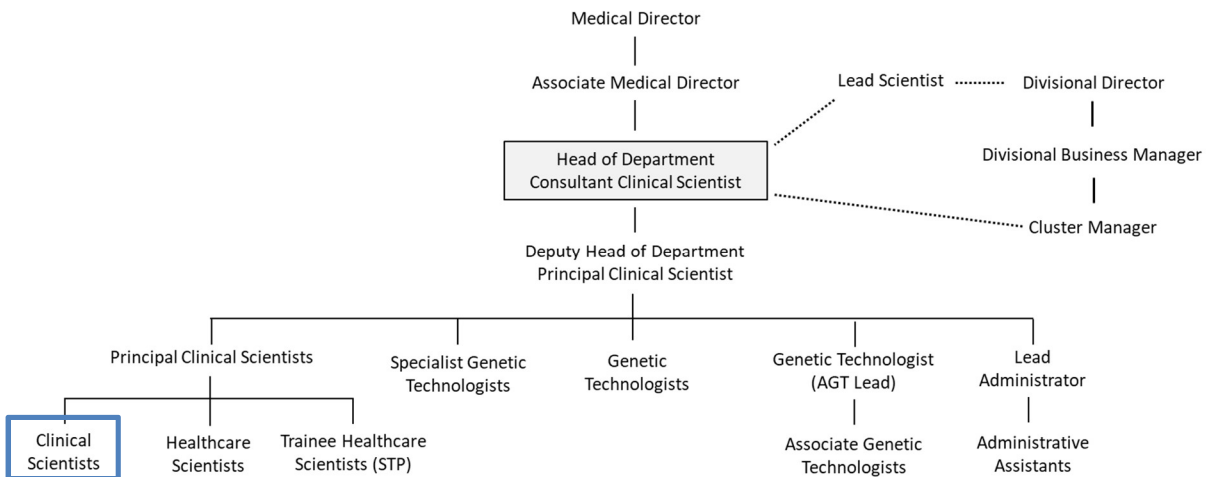 Medical Director
Associate Medical Director
Lead Scientist
Divisional Director
Head of Department
Consultant Clinical Scientist
Divisional Business Manager
Cluster Manager
Deputy Head of Department
Principal Clinical Scientist
Principal Clinical Scientists
Specialist Genetic
Technologists
Genetic
Technologists
Genetic Technologist
(AGT Lead)
Lead
Administrator
Clinical
Scientists
Healthcare
Scientists
Trainee Healthcare
Scientists (STP)
Associate Genetic
Technologists
Administrative
Assistants